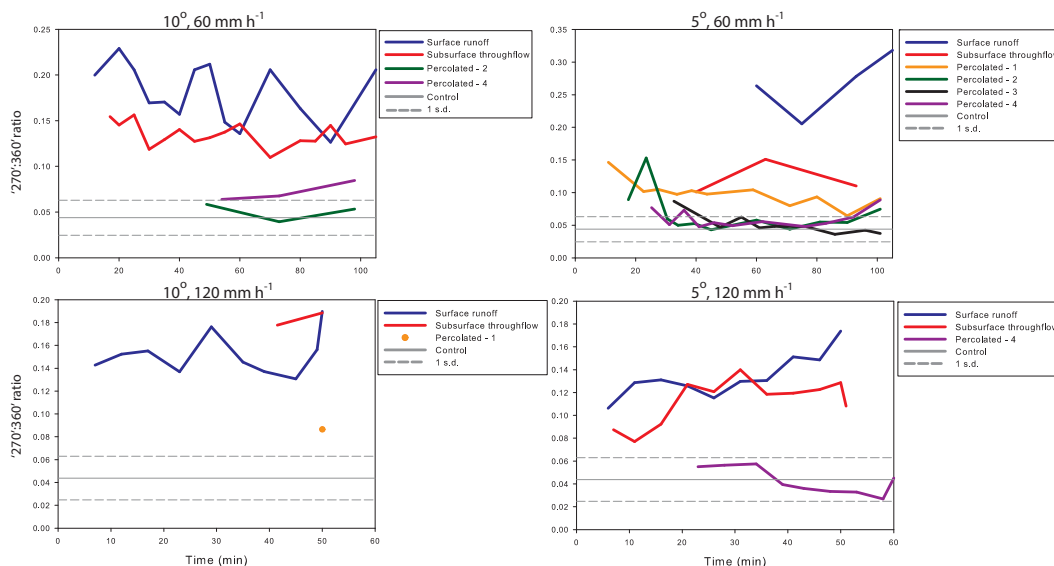 10°, 60 mm h-1
0.25
0.20
0.15
0.10
0.05
0.00
0 20 40 60 80 100
Surface runoff
Subsurface throughflow
Percolated - 2
Percolated - 4
Control
1 s.d.
5°, 60 mm h-1
0.35
0.30
0.25
0.20
0.15
0.10
0.05
0.00
0 20 40 60 80 100
Surface runoff
Subsurface throughflow
Percolated - 1
Percolated - 2
Percolated - 3
Percolated - 4
Control
1 s.d.
'270':360' ratio
10°, 120 mm h-1
0.20
0.18
0.16
0.14
0.12
0.10
0.08
0.06
0.04
0.02
0.00
0 10 20 30 40 50 60
Time (min)
Surface runoff
Subsurface throughflow
Percolated - 1
Control
1 s.d.
'270':360' ratio
5°, 120 mm h-1
0.20
0.18
0.16
0.14
0.12
0.10
0.08
0.06
0.04
0.02
0.00
0 10 20 30 40 50 60
Time (min)
Surface runoff
Subsurface throughflow
Percolated - 4
Control
1 s.d.